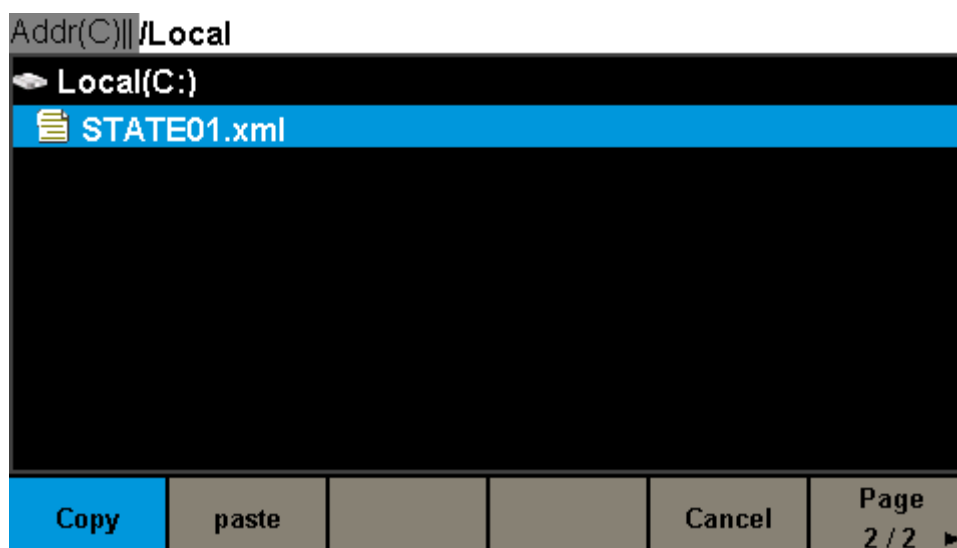 Addr(C)|| /Local
Local(C:)
STATE01.xml
Copy paste Cancel Page
2/2